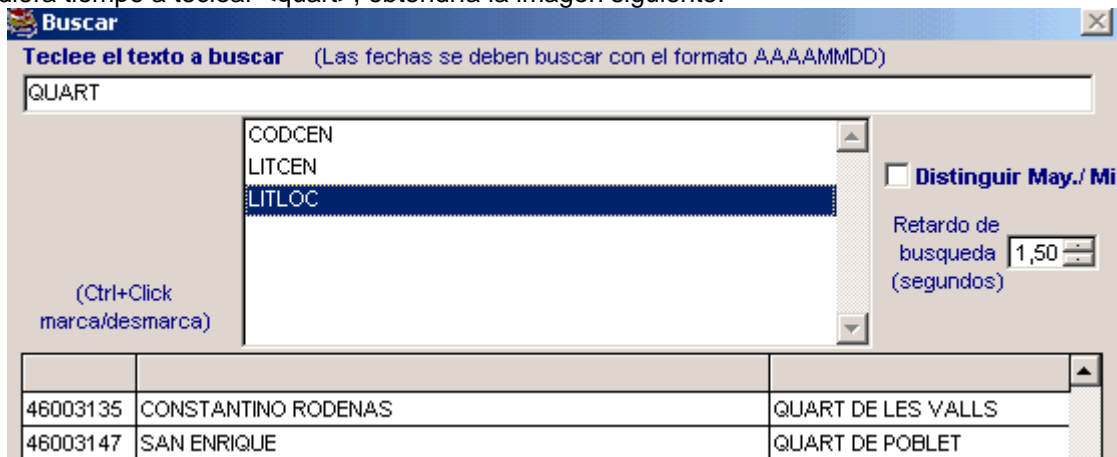 Buscar
Teclee el texto a buscar (Las fechas se deben buscar con el formato AAAAMMDD)
QUART
CODCEN
LITCEN
LITLOC
Distinguir May./ Mi
Retardo de
busqueda 1,50
(segundos)
(Ctrl+Click
marca/desmarca)
46003135 CONSTANTINO RODENAS QUART DE LES VALLS
46003147 SAN ENRIQUE QUART DE POBLET